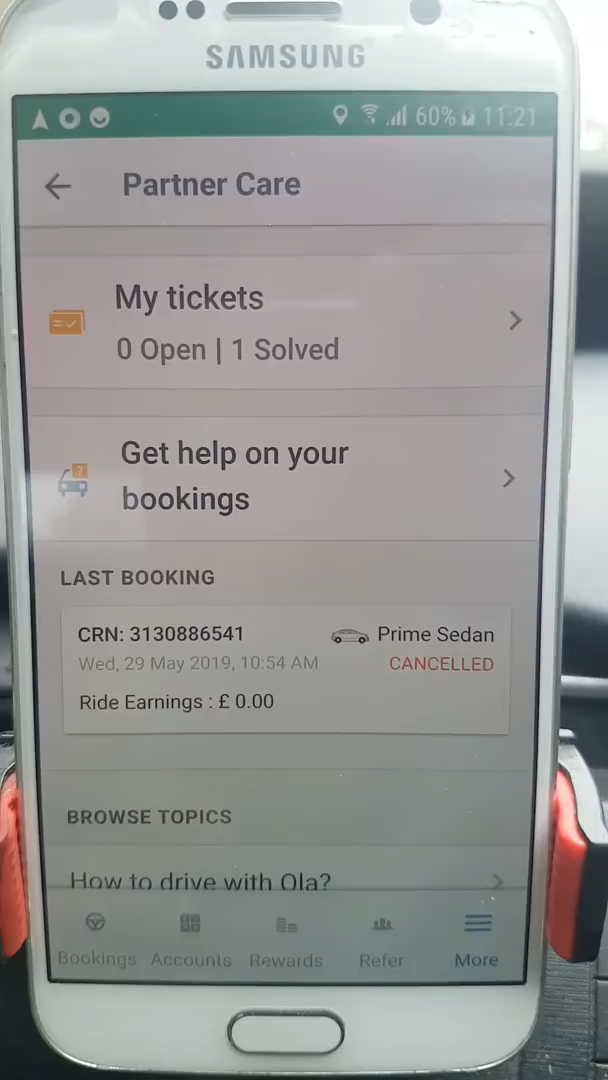 SAMSUNG
60% 11:21
Partner Care
My tickets
0 Open | 1 Solved
Get help on your
bookings
LAST BOOKING
CRN: 3130886541 Prime Sedan
Wed, 29 May 2019, 10:54 AM CANCELLED
Ride Earnings : £ 0.00
BROWSE TOPICS
How to drive with Ola?
Bookings Accounts Rewards Refer More